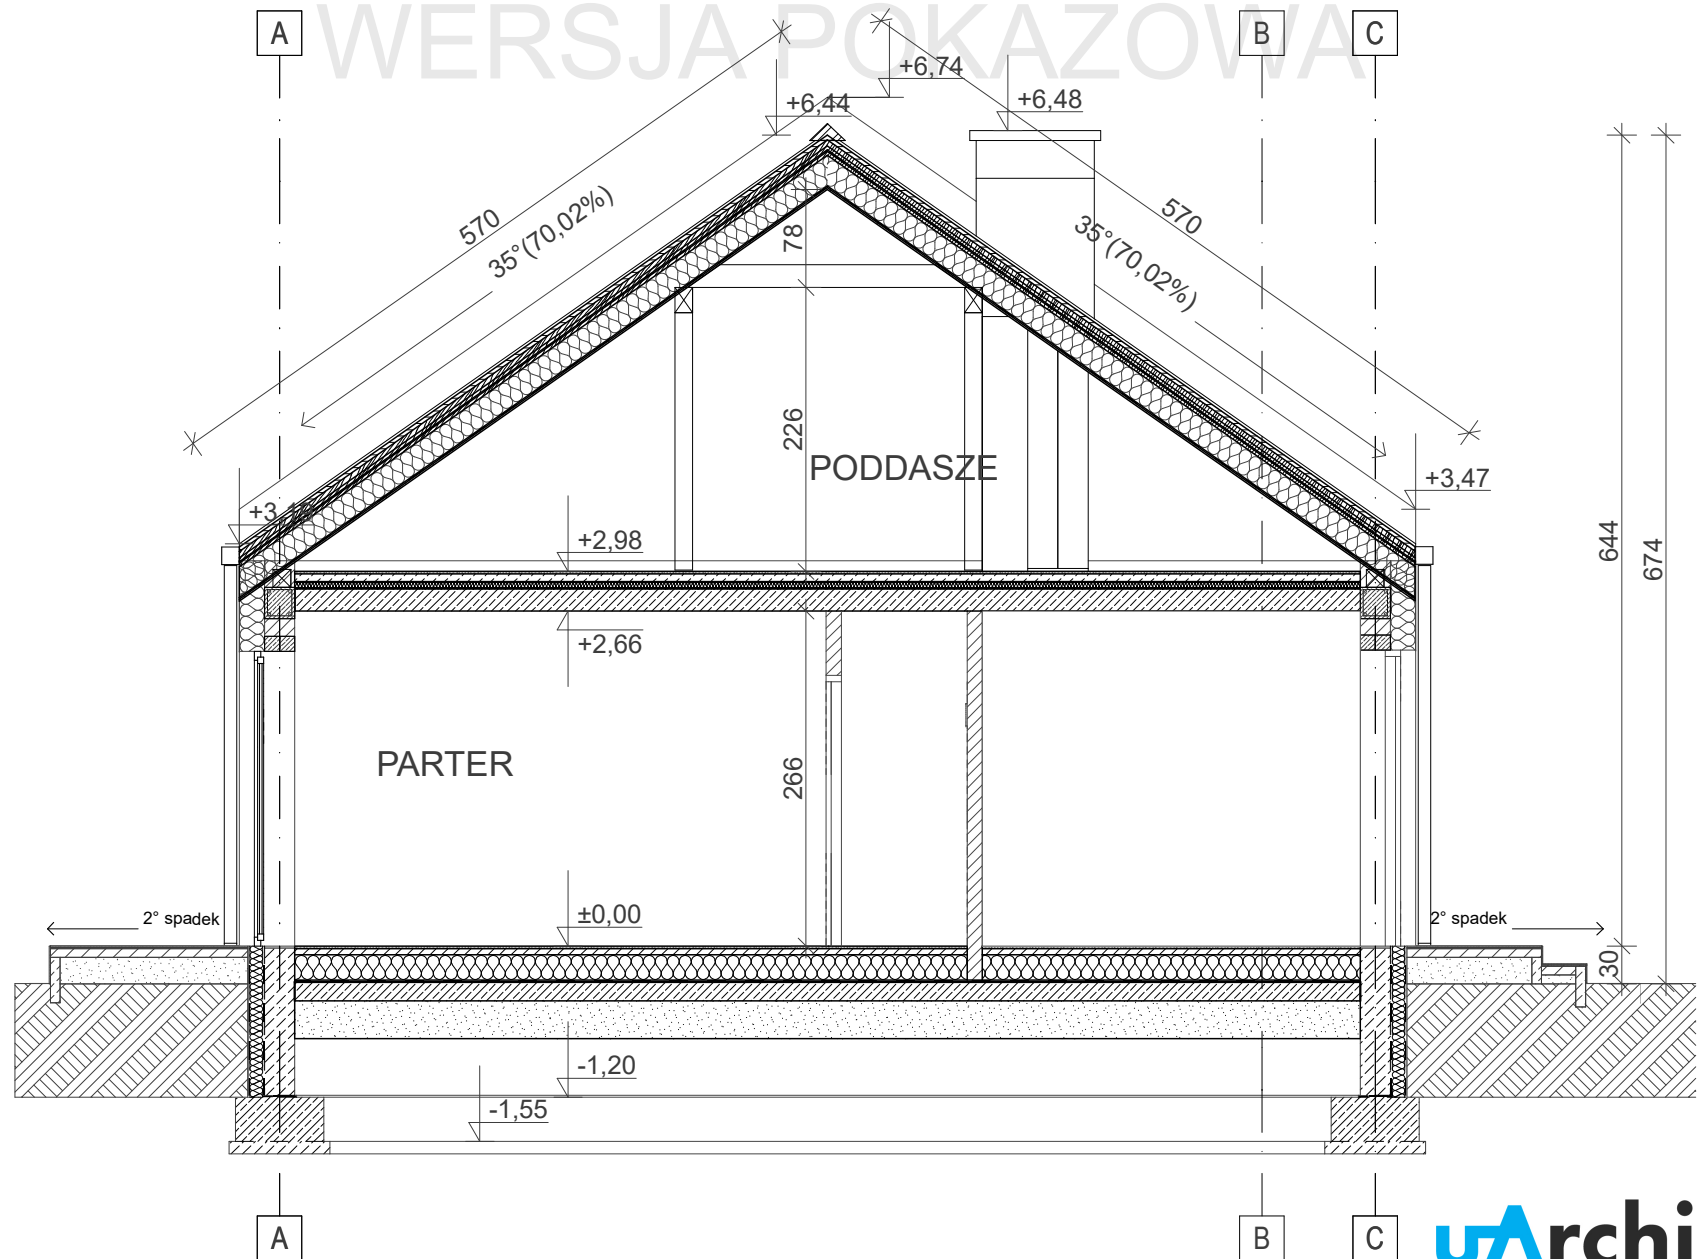 WERSJA POKAZOWA
A
B
C
+6,74
+6,44
+6,48
570
35°(70,02%)
570
35°(70,02%)
78
226
PODDASZE
+3,47
+2,98
644
674
+2,66
PARTER
266
2° spadek
±0,00
2° spadek
30
-1,20
-1,55
A
B
C
uArchi